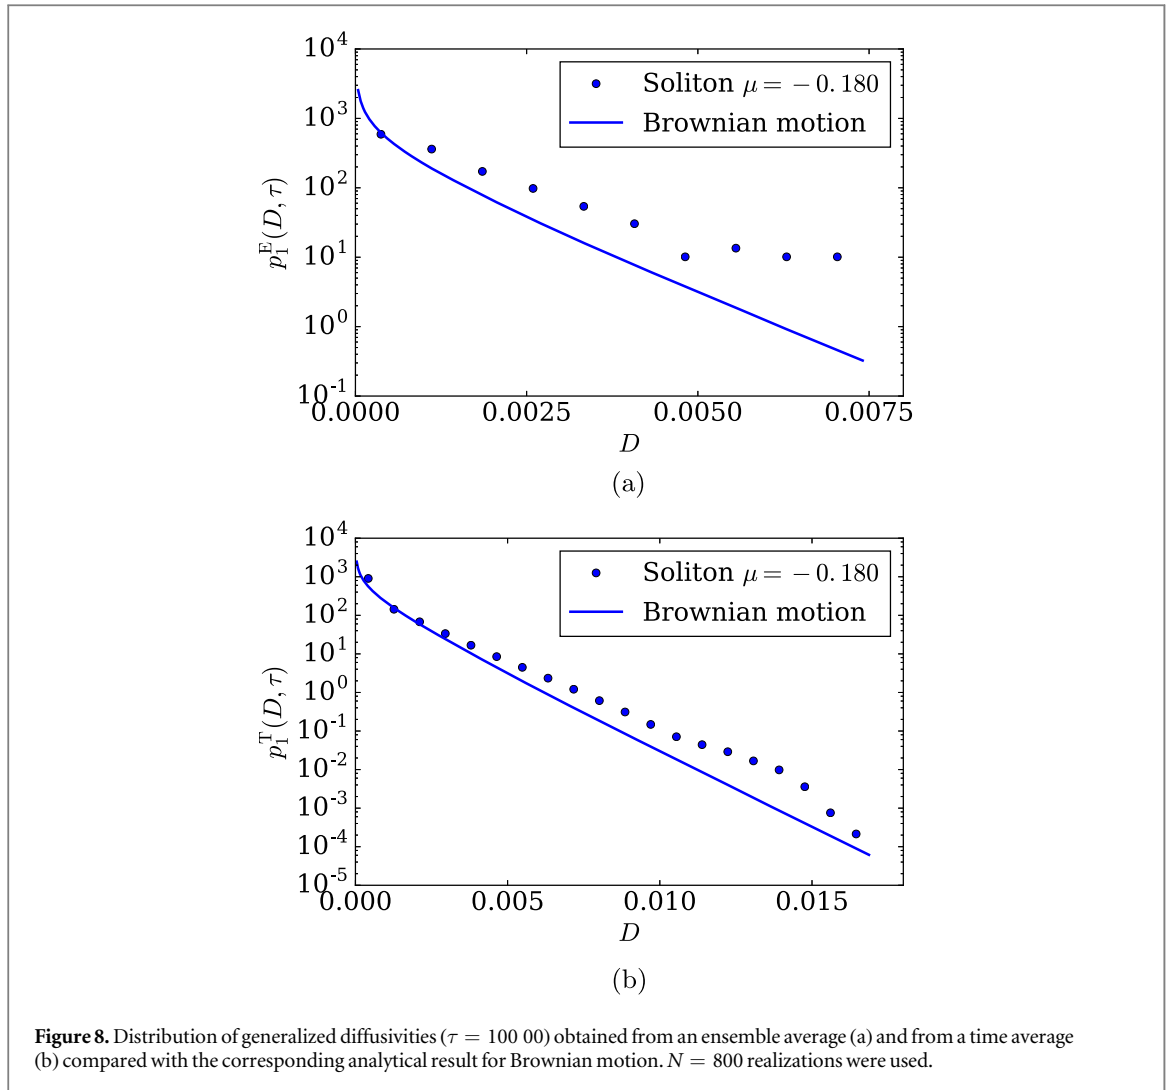 10^4
10^3
10^2
10^1
10^0
10^-1
p_1^E(D, τ)
Soliton μ = − 0.180
Brownian motion
0.0000 0.0025 0.0050 0.0075
D
(a)
10^4
10^3
10^2
10^1
10^0
10^-1
10^-2
10^-3
10^-4
10^-5
p_1^T(D, τ)
Soliton μ = − 0.180
Brownian motion
0.000 0.005 0.010 0.015
D
(b)
Figure 8. Distribution of generalized diffusivities (τ = 100 00) obtained from an ensemble average (a) and from a time average
(b) compared with the corresponding analytical result for Brownian motion. N = 800 realizations were used.